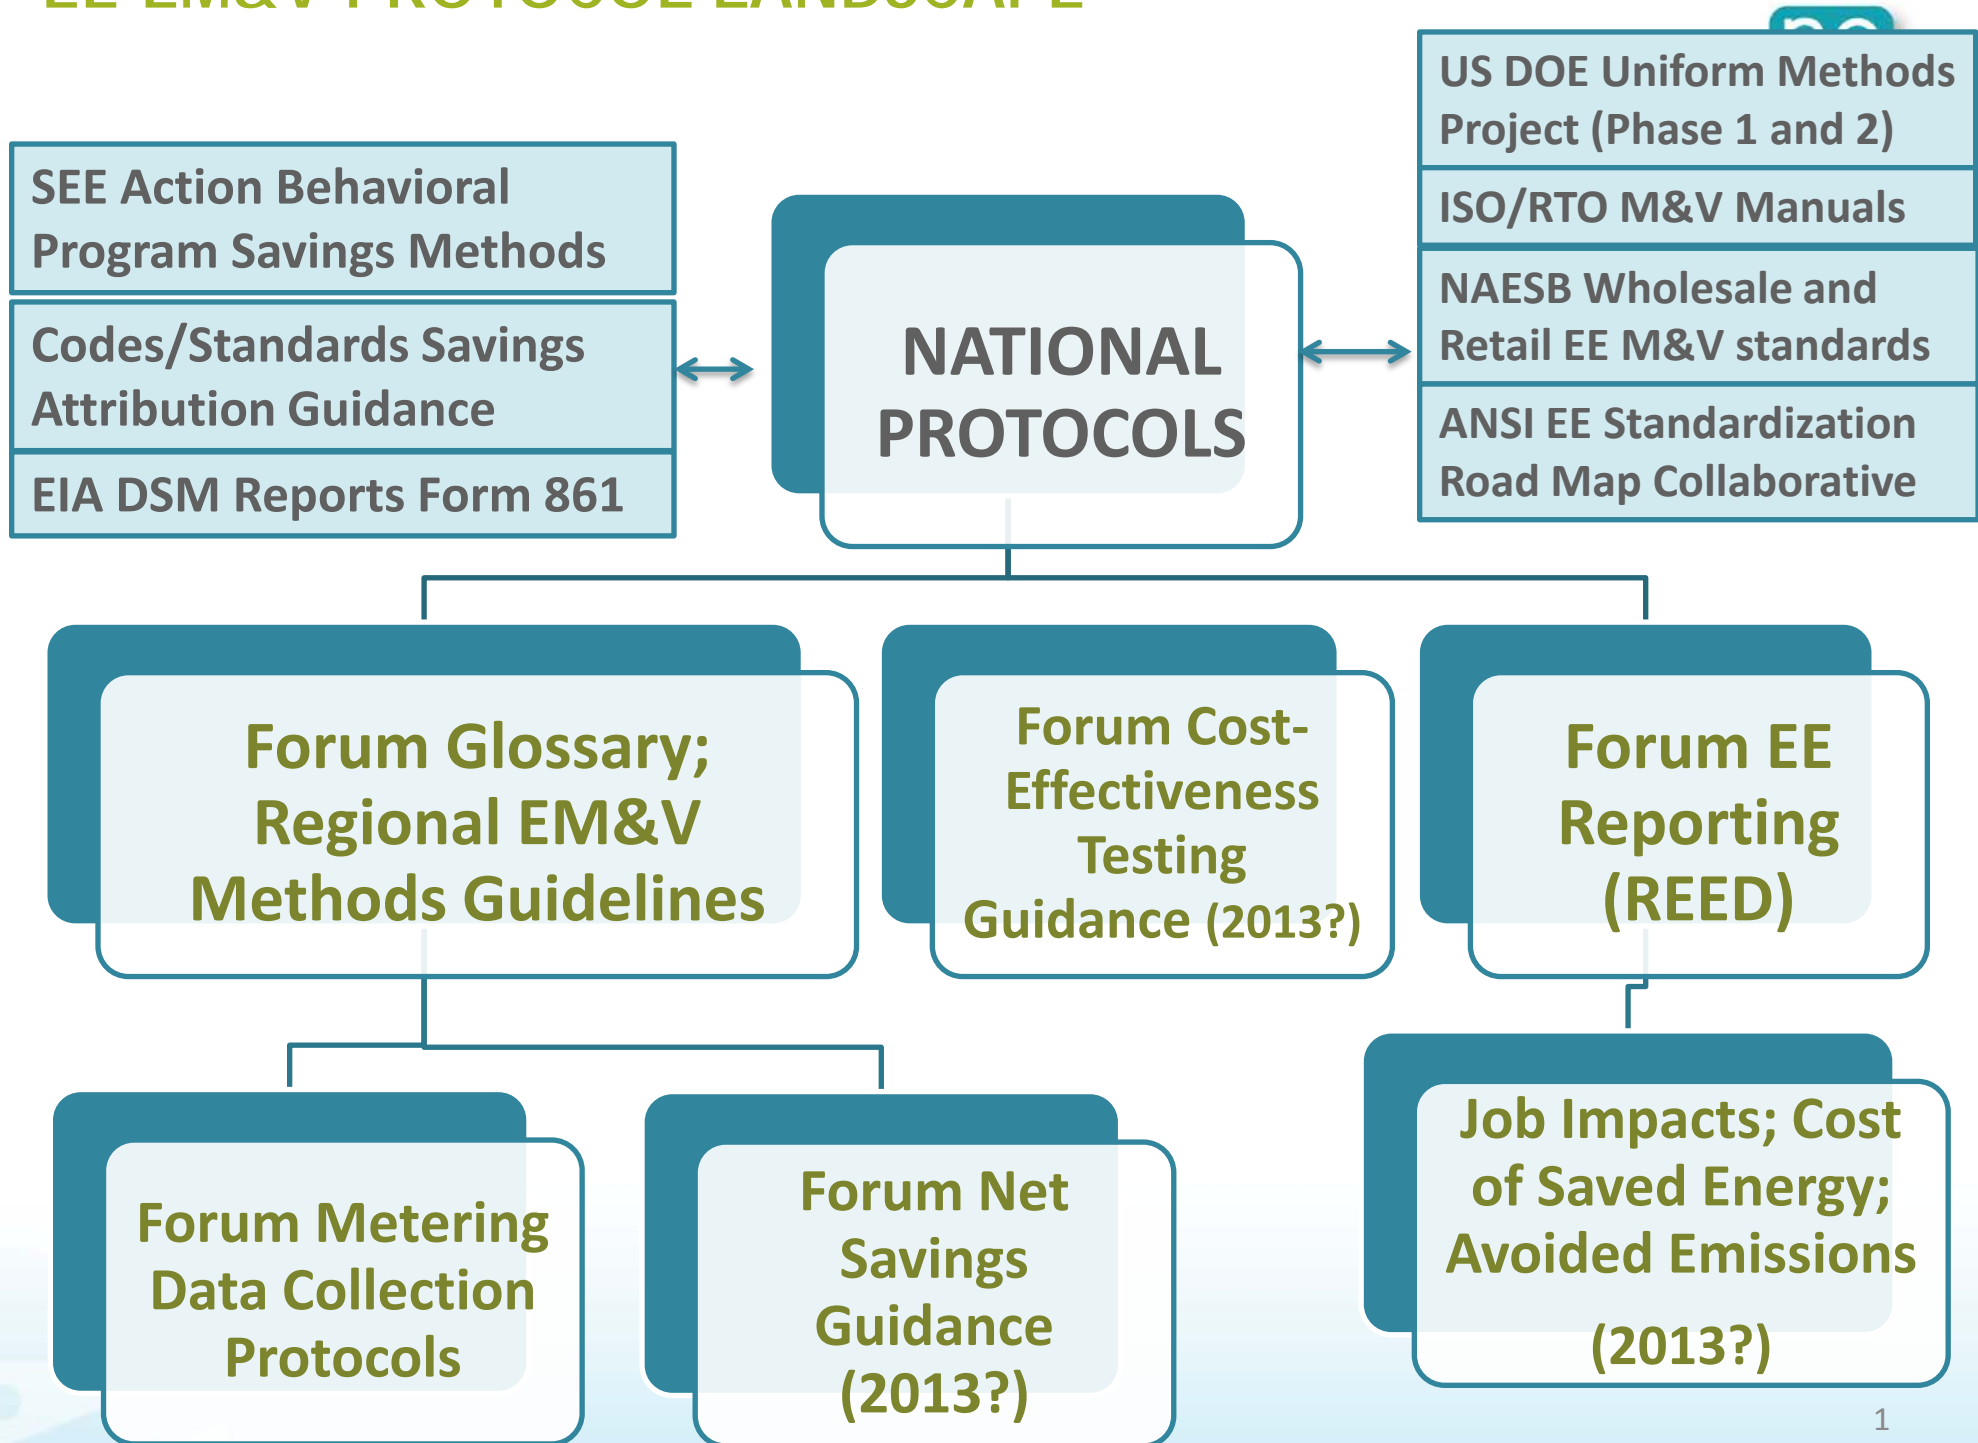 EE EM&V PROTOCOL LANDSCAPE
US DOE Uniform Methods
Project (Phase 1 and 2)
ISO/RTO M&V Manuals
NAESB Wholesale and
Retail EE M&V standards
ANSI EE Standardization
Road Map Collaborative
SEE Action Behavioral
Program Savings Methods
Codes/Standards Savings
Attribution Guidance
EIA DSM Reports Form 861
NATIONAL
PROTOCOLS
Forum Glossary;
Regional EM&V
Methods Guidelines
Forum Cost-
Effectiveness
Testing
Guidance (2013?)
Forum EE
Reporting
(REED)
Forum Metering
Data Collection
Protocols
Forum Net
Savings
Guidance
(2013?)
Job Impacts; Cost
of Saved Energy;
Avoided Emissions
(2013?)
1